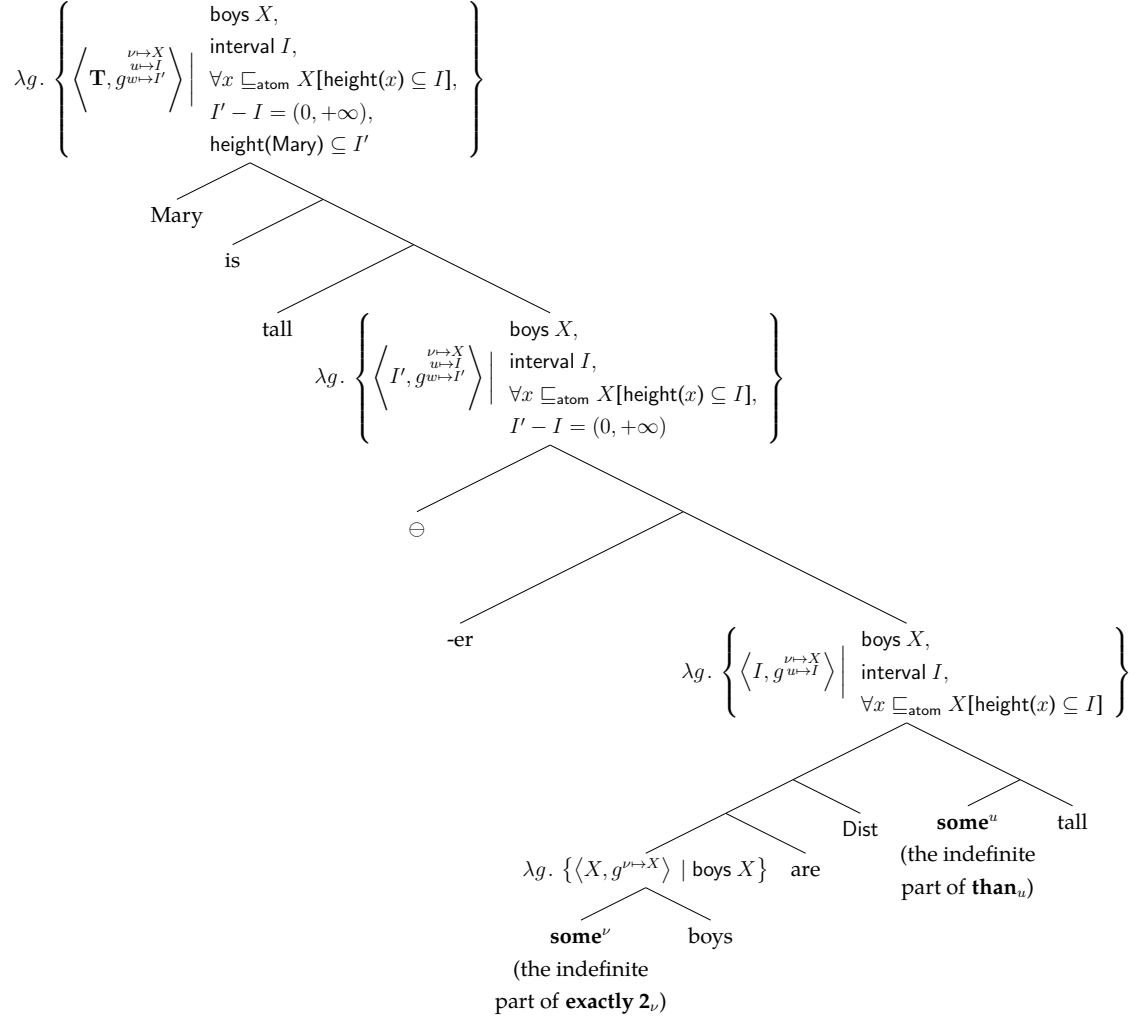 λg. { ⟨ T, g^{ν↦X, u↦I, w↦I′} ⟩ |
boys X,
interval I,
∀x ⊑_atom X[height(x) ⊆ I],
I′ − I = (0, +∞),
height(Mary) ⊆ I′ }
Mary
is
tall
λg. { ⟨ I′, g^{ν↦X, u↦I, w↦I′} ⟩ |
boys X,
interval I,
∀x ⊑_atom X[height(x) ⊆ I],
I′ − I = (0, +∞) }
⊖
-er
λg. { ⟨ I, g^{ν↦X, u↦I} ⟩ |
boys X,
interval I,
∀x ⊑_atom X[height(x) ⊆ I] }
Dist
some^u
(the indefinite
part of than_u)
tall
λg. {⟨X, g^{ν↦X}⟩ | boys X}
are
some^ν
(the indefinite
part of exactly 2_ν)
boys